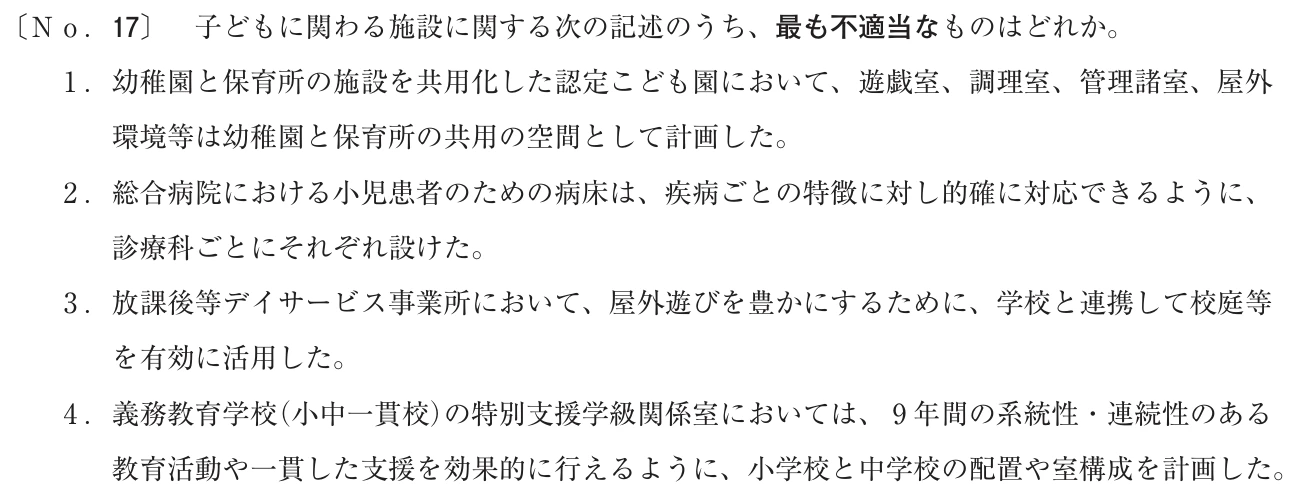 〔Ｎｏ．17〕　子どもに関わる施設に関する次の記述のうち、最も不適当なものはどれか。
１．幼稚園と保育所の施設を共用化した認定こども園において、遊戯室、調理室、管理諸室、屋外
環境等は幼稚園と保育所の共用の空間として計画した。
２．総合病院における小児患者のための病床は、疾病ごとの特徴に対し的確に対応できるように、
診療科ごとにそれぞれ設けた。
３．放課後等デイサービス事業所において、屋外遊びを豊かにするために、学校と連携して校庭等
を有効に活用した。
４．義務教育学校(小中一貫校)の特別支援学級関係室においては、９年間の系統性・連続性のある
教育活動や一貫した支援を効果的に行えるように、小学校と中学校の配置や室構成を計画した。